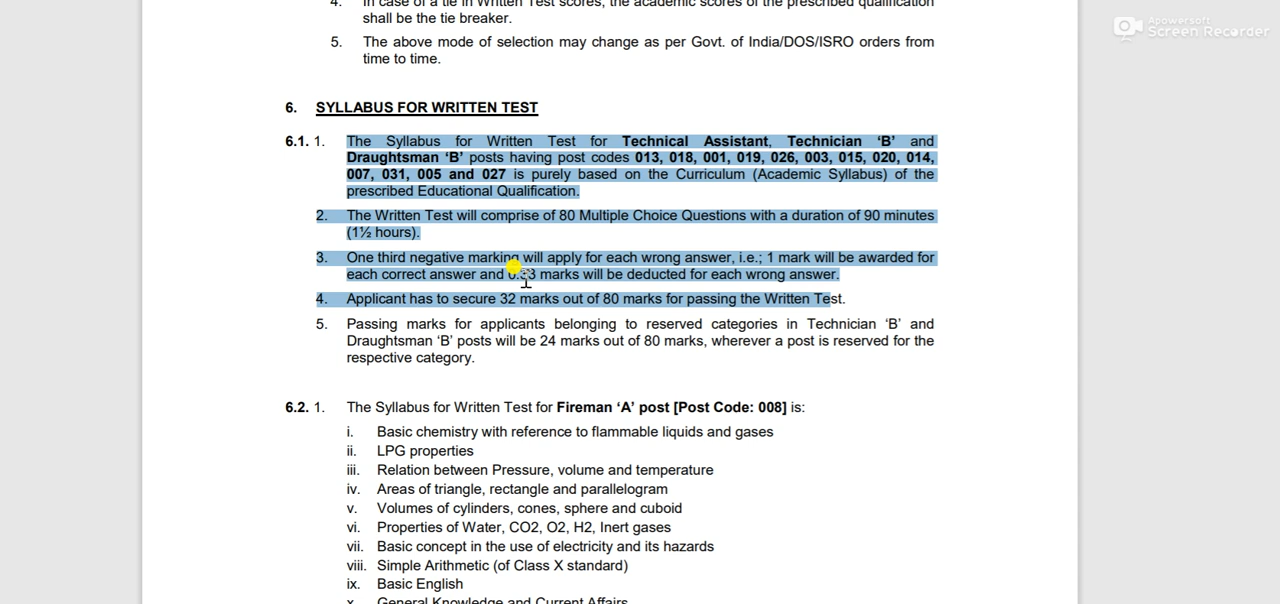 4. In case of a tie in Written Test scores, the academic scores of the prescribed qualification
shall be the tie breaker.
5. The above mode of selection may change as per Govt. of India/DOS/ISRO orders from
time to time.
Apowersoft
Screen Recorder
6. SYLLABUS FOR WRITTEN TEST
6.1. 1. The Syllabus for Written Test for Technical Assistant, Technician ‘B’ and
Draughtsman ‘B’ posts having post codes 013, 018, 001, 019, 026, 003, 015, 020, 014,
007, 031, 005 and 027 is purely based on the Curriculum (Academic Syllabus) of the
prescribed Educational Qualification.
2. The Written Test will comprise of 80 Multiple Choice Questions with a duration of 90 minutes
(1½ hours).
3. One third negative marking will apply for each wrong answer, i.e.; 1 mark will be awarded for
each correct answer and 0.33 marks will be deducted for each wrong answer.
4. Applicant has to secure 32 marks out of 80 marks for passing the Written Test.
5. Passing marks for applicants belonging to reserved categories in Technician ‘B’ and
Draughtsman ‘B’ posts will be 24 marks out of 80 marks, wherever a post is reserved for the
respective category.
6.2. 1. The Syllabus for Written Test for Fireman ‘A’ post [Post Code: 008] is:
i. Basic chemistry with reference to flammable liquids and gases
ii. LPG properties
iii. Relation between Pressure, volume and temperature
iv. Areas of triangle, rectangle and parallelogram
v. Volumes of cylinders, cones, sphere and cuboid
vi. Properties of Water, CO2, O2, H2, Inert gases
vii. Basic concept in the use of electricity and its hazards
viii. Simple Arithmetic (of Class X standard)
ix. Basic English
x. General Knowledge and Current Affairs